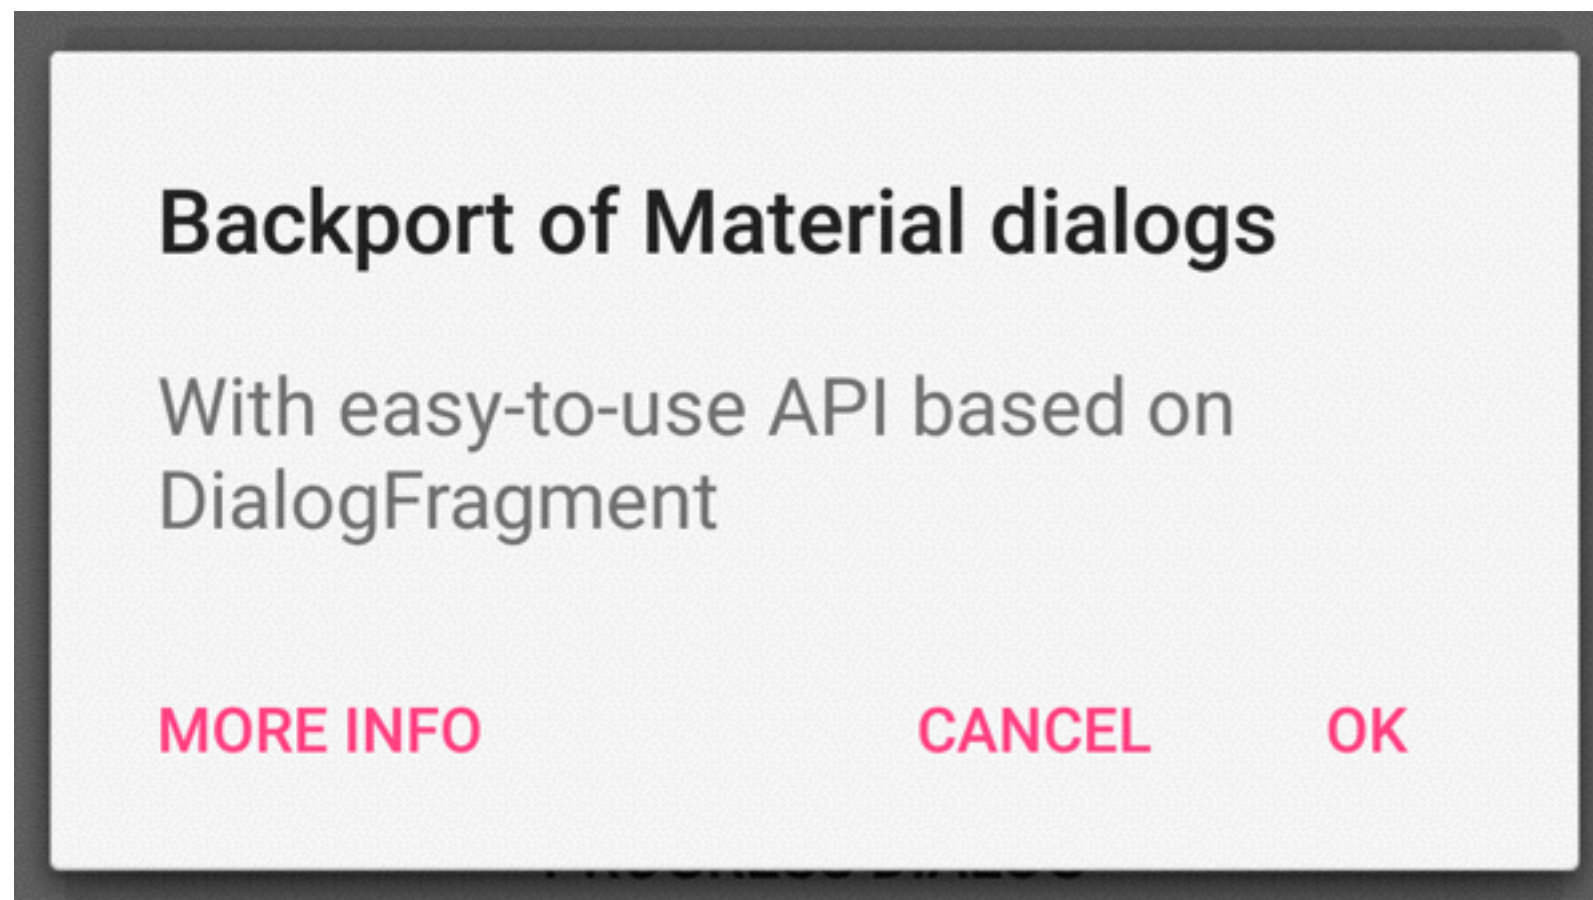 Backport of Material dialogs
With easy-to-use API based on
DialogFragment
MORE INFO CANCEL OK